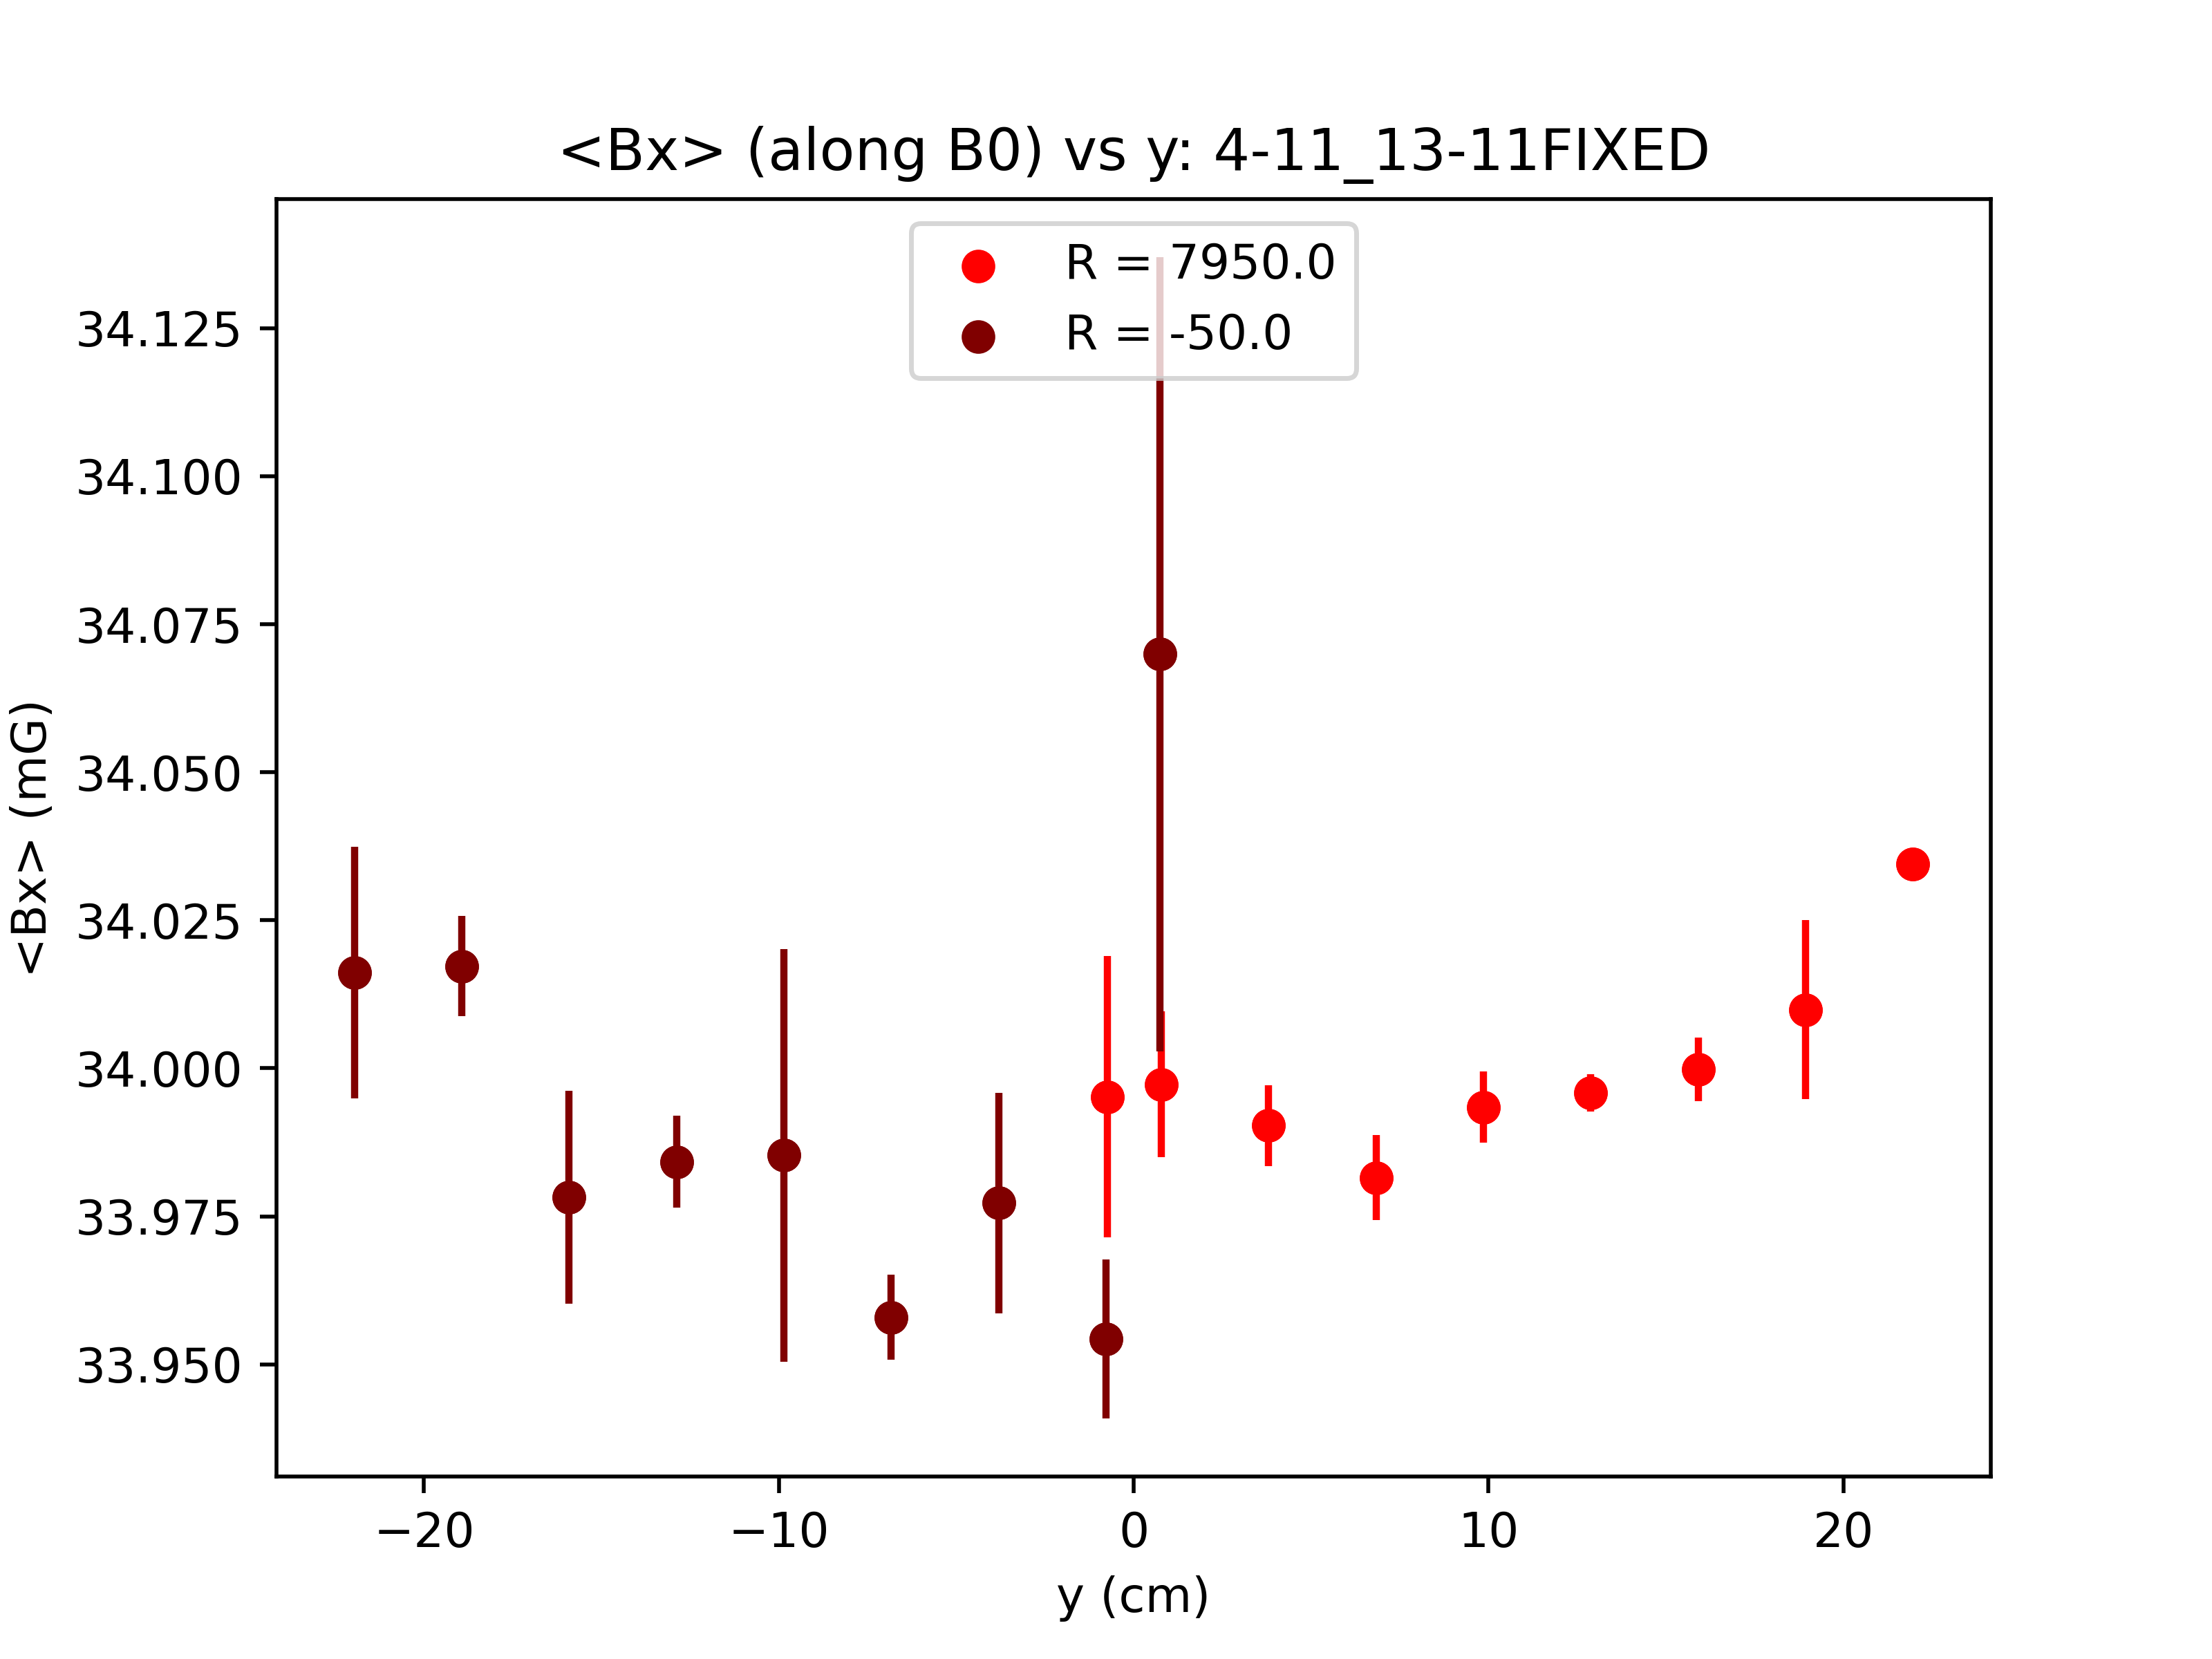 <Bx> (along B0) vs y: 4-11_13-11FIXED
R = 7950.0
R = -50.0
34.125
34.100
34.075
34.050
34.025
34.000
33.975
33.950
<Bx> (mG)
−20
−10
0
10
20
y (cm)